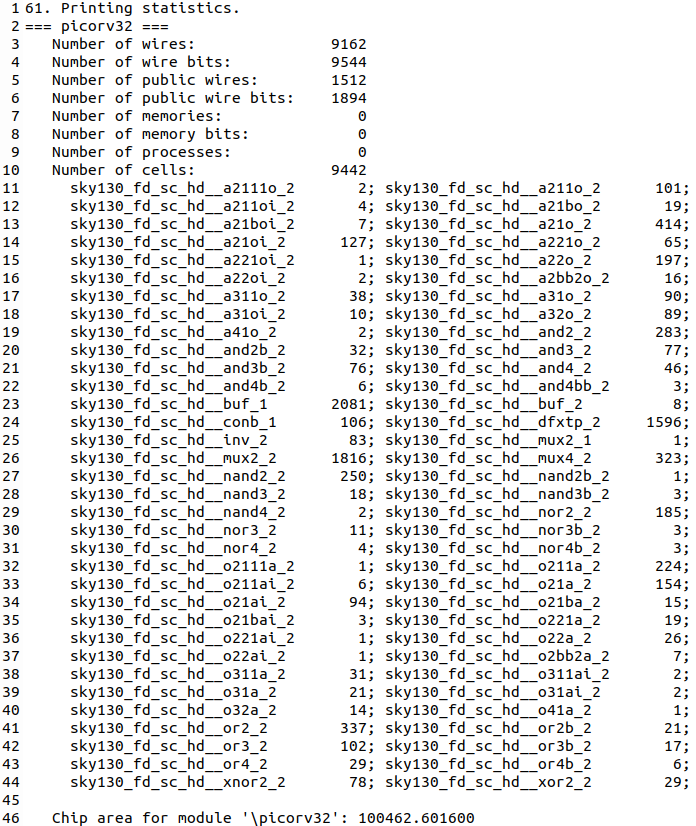 1 61. Printing statistics.
2 === picorv32 ===
3 Number of wires: 9162
4 Number of wire bits: 9544
5 Number of public wires: 1512
6 Number of public wire bits: 1894
7 Number of memories: 0
8 Number of memory bits: 0
9 Number of processes: 0
10 Number of cells: 9442
11 sky130_fd_sc_hd__a2111o_2 2; sky130_fd_sc_hd__a211o_2 101;
12 sky130_fd_sc_hd__a211oi_2 4; sky130_fd_sc_hd__a21bo_2 19;
13 sky130_fd_sc_hd__a21boi_2 7; sky130_fd_sc_hd__a21o_2 414;
14 sky130_fd_sc_hd__a21oi_2 127; sky130_fd_sc_hd__a221o_2 65;
15 sky130_fd_sc_hd__a221oi_2 1; sky130_fd_sc_hd__a22o_2 197;
16 sky130_fd_sc_hd__a22oi_2 2; sky130_fd_sc_hd__a2bb2o_2 16;
17 sky130_fd_sc_hd__a311o_2 38; sky130_fd_sc_hd__a31o_2 90;
18 sky130_fd_sc_hd__a31oi_2 10; sky130_fd_sc_hd__a32o_2 89;
19 sky130_fd_sc_hd__a41o_2 2; sky130_fd_sc_hd__and2_2 283;
20 sky130_fd_sc_hd__and2b_2 32; sky130_fd_sc_hd__and3_2 77;
21 sky130_fd_sc_hd__and3b_2 76; sky130_fd_sc_hd__and4_2 46;
22 sky130_fd_sc_hd__and4b_2 6; sky130_fd_sc_hd__and4bb_2 3;
23 sky130_fd_sc_hd__buf_1 2081; sky130_fd_sc_hd__buf_2 8;
24 sky130_fd_sc_hd__conb_1 106; sky130_fd_sc_hd__dfxtp_2 1596;
25 sky130_fd_sc_hd__inv_2 83; sky130_fd_sc_hd__mux2_1 1;
26 sky130_fd_sc_hd__mux2_2 1816; sky130_fd_sc_hd__mux4_2 323;
27 sky130_fd_sc_hd__nand2_2 250; sky130_fd_sc_hd__nand2b_2 1;
28 sky130_fd_sc_hd__nand3_2 18; sky130_fd_sc_hd__nand3b_2 3;
29 sky130_fd_sc_hd__nand4_2 2; sky130_fd_sc_hd__nor2_2 185;
30 sky130_fd_sc_hd__nor3_2 11; sky130_fd_sc_hd__nor3b_2 3;
31 sky130_fd_sc_hd__nor4_2 4; sky130_fd_sc_hd__nor4b_2 3;
32 sky130_fd_sc_hd__o2111a_2 1; sky130_fd_sc_hd__o211a_2 224;
33 sky130_fd_sc_hd__o211ai_2 6; sky130_fd_sc_hd__o21a_2 154;
34 sky130_fd_sc_hd__o21ai_2 94; sky130_fd_sc_hd__o21ba_2 15;
35 sky130_fd_sc_hd__o21bai_2 3; sky130_fd_sc_hd__o221a_2 19;
36 sky130_fd_sc_hd__o221ai_2 1; sky130_fd_sc_hd__o22a_2 26;
37 sky130_fd_sc_hd__o22ai_2 1; sky130_fd_sc_hd__o2bb2a_2 7;
38 sky130_fd_sc_hd__o311a_2 31; sky130_fd_sc_hd__o311ai_2 2;
39 sky130_fd_sc_hd__o31a_2 21; sky130_fd_sc_hd__o31ai_2 2;
40 sky130_fd_sc_hd__o32a_2 14; sky130_fd_sc_hd__o41a_2 1;
41 sky130_fd_sc_hd__or2_2 337; sky130_fd_sc_hd__or2b_2 21;
42 sky130_fd_sc_hd__or3_2 102; sky130_fd_sc_hd__or3b_2 17;
43 sky130_fd_sc_hd__or4_2 29; sky130_fd_sc_hd__or4b_2 6;
44 sky130_fd_sc_hd__xnor2_2 78; sky130_fd_sc_hd__xor2_2 29;
45
46 Chip area for module '\picorv32': 100462.601600